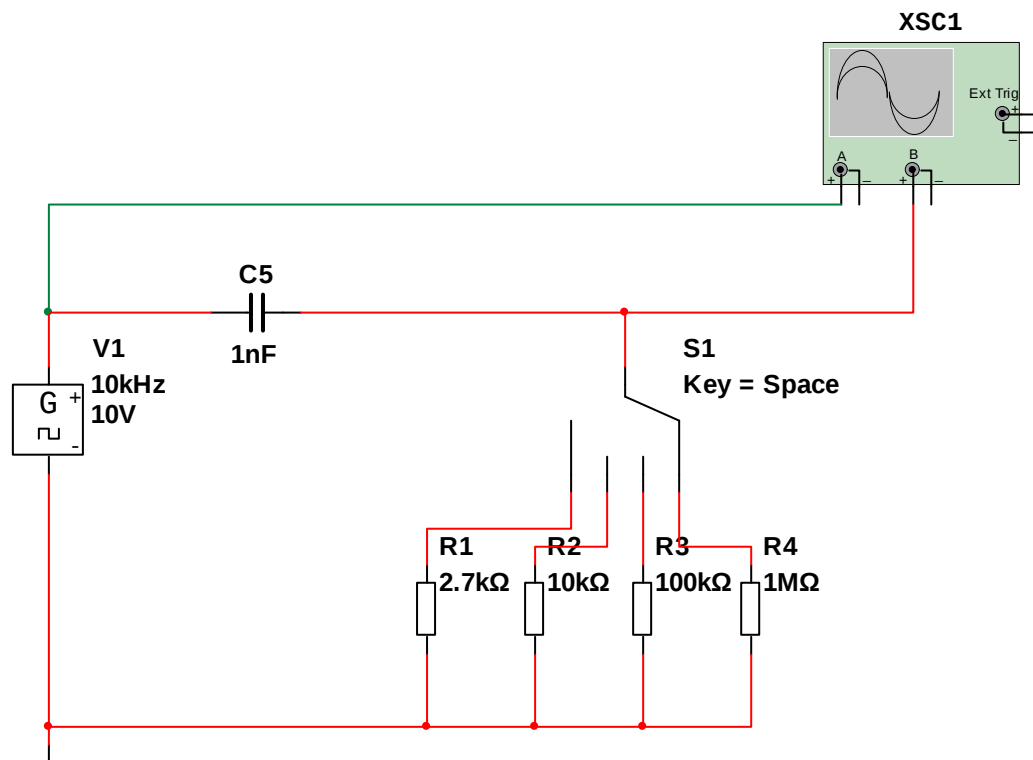 XSC1
Ext Trig
+
–
A
B
+ –
+ –
C5
1nF
V1
10kHz
10V
G +
-
S1
Key = Space
R1
2.7kΩ
R2
10kΩ
R3
100kΩ
R4
1MΩ